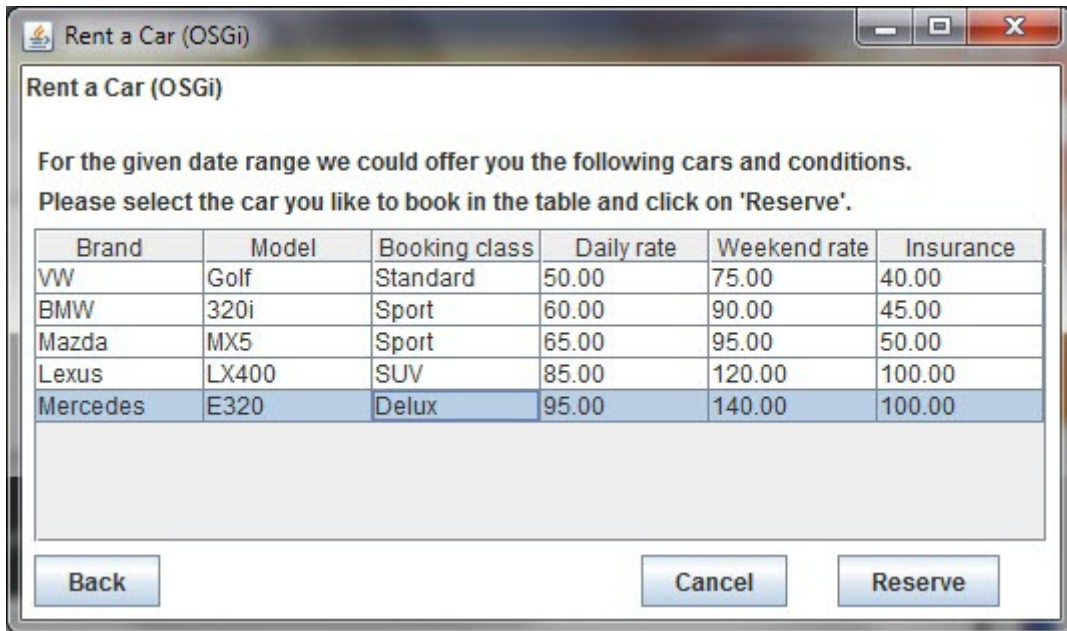 Rent a Car (OSGi)
Rent a Car (OSGi)
For the given date range we could offer you the following cars and conditions.
Please select the car you like to book in the table and click on 'Reserve'.
Brand Model Booking class Daily rate Weekend rate Insurance
VW Golf Standard 50.00 75.00 40.00
BMW 320i Sport 60.00 90.00 45.00
Mazda MX5 Sport 65.00 95.00 50.00
Lexus LX400 SUV 85.00 120.00 100.00
Mercedes E320 Delux 95.00 140.00 100.00
Back Cancel Reserve